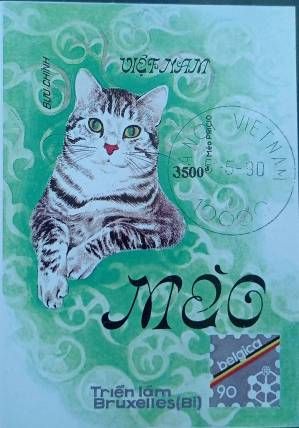 BƯU CHÍNH
VIỆT NAM
3500đ
VIETNAM
-5-90
MÈO
belgica
90
Triển lãm
Bruxelles (Bỉ)